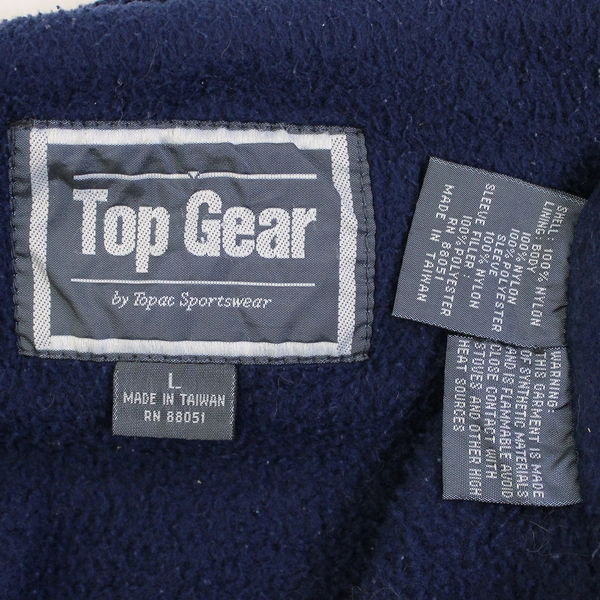 Top Gear
by Topac Sportswear
L
MADE IN TAIWAN
RN 88051
SHELL: 100% NYLON
LINING: BODY
100% NYLON
100% POLYESTER
SLEEVE
100% NYLON
SLEEVE FILLER:
100% POLYESTER
RN 88051
MADE IN TAIWAN
WARNING:
THIS GARMENT IS MADE
OF SYNTHETIC MATERIALS
AND IS FLAMMABLE AVOID
CLOSE CONTACT WITH
STOVES AND OTHER HIGH
HEAT SOURCES